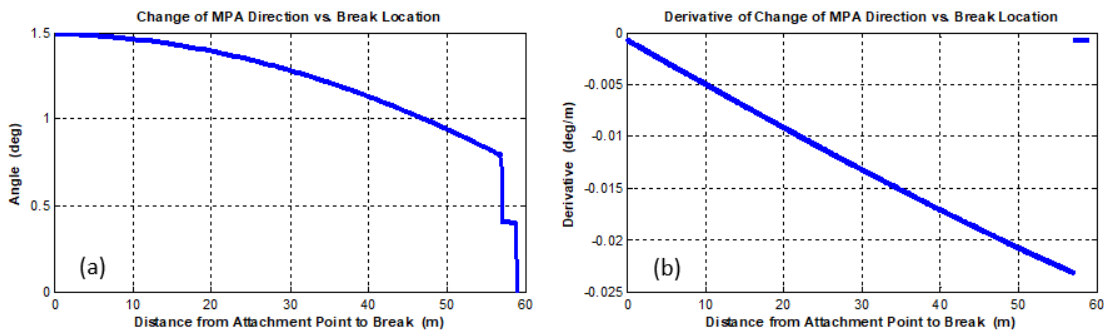 Change of MPA Direction vs. Break Location
1.5
1
0.5
0
Angle (deg)
(a)
0 10 20 30 40 50 60
Distance from Attachment Point to Break (m)
Derivative of Change of MPA Direction vs. Break Location
0
-0.005
-0.01
-0.015
-0.02
-0.025
Derivative (deg/m)
(b)
0 10 20 30 40 50 60
Distance from Attachment Point to Break (m)